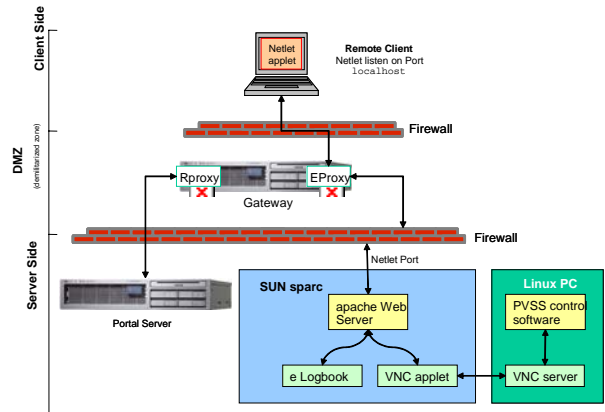 Client Side
DMZ
(demilitarized zone)
Server Side
Netlet
applet
Remote Client
Netlet listen on Port
localhost
Firewall
Rproxy
EProxy
Gateway
Firewall
Netlet Port
Portal Server
SUN sparc
apache Web
Server
e Logbook
VNC applet
Linux PC
PVSS control
software
VNC server